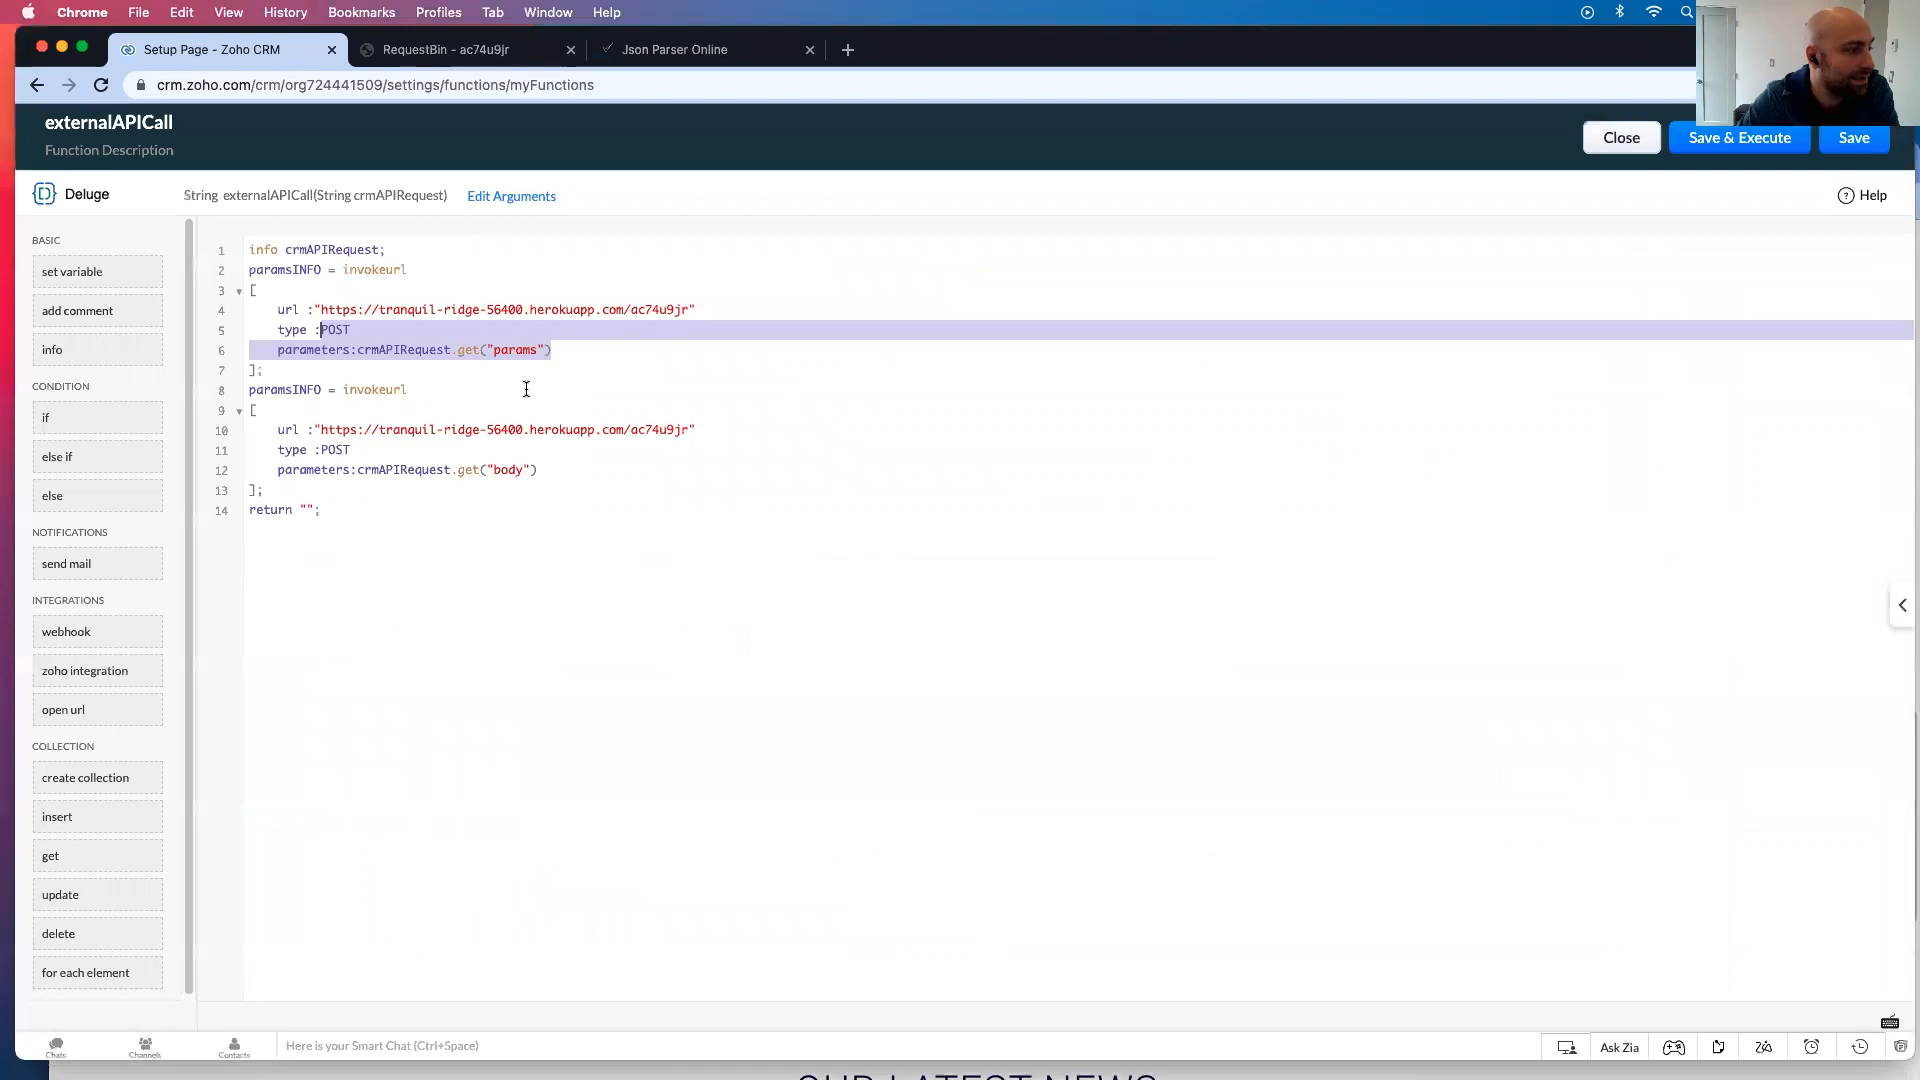 Chrome File Edit View History Bookmarks Profiles Tab Window Help
Setup Page - Zoho CRM
RequestBin - ac74u9jr
Json Parser Online
crm.zoho.com/crm/org724441509/settings/functions/myFunctions
externalAPICall
Function Description
Close
Save & Execute
Save
Deluge
String externalAPICall(String crmAPIRequest)
Edit Arguments
Help
BASIC
set variable
add comment
info
CONDITION
if
else if
else
NOTIFICATIONS
send mail
INTEGRATIONS
webhook
zoho integration
open url
COLLECTION
create collection
insert
get
update
delete
for each element
1 info crmAPIRequest;
2 paramsINFO = invokeurl
3 [
4 url :"https://tranquil-ridge-56400.herokuapp.com/ac74u9jr"
5 type :POST
6 parameters:crmAPIRequest.get("params")
7 ];
8 paramsINFO = invokeurl
9 [
10 url :"https://tranquil-ridge-56400.herokuapp.com/ac74u9jr"
11 type :POST
12 parameters:crmAPIRequest.get("body")
13 ];
14 return "";
Chats
Channels
Contacts
Here is your Smart Chat (Ctrl+Space)
Ask Zia
OUR LATEST NEWS